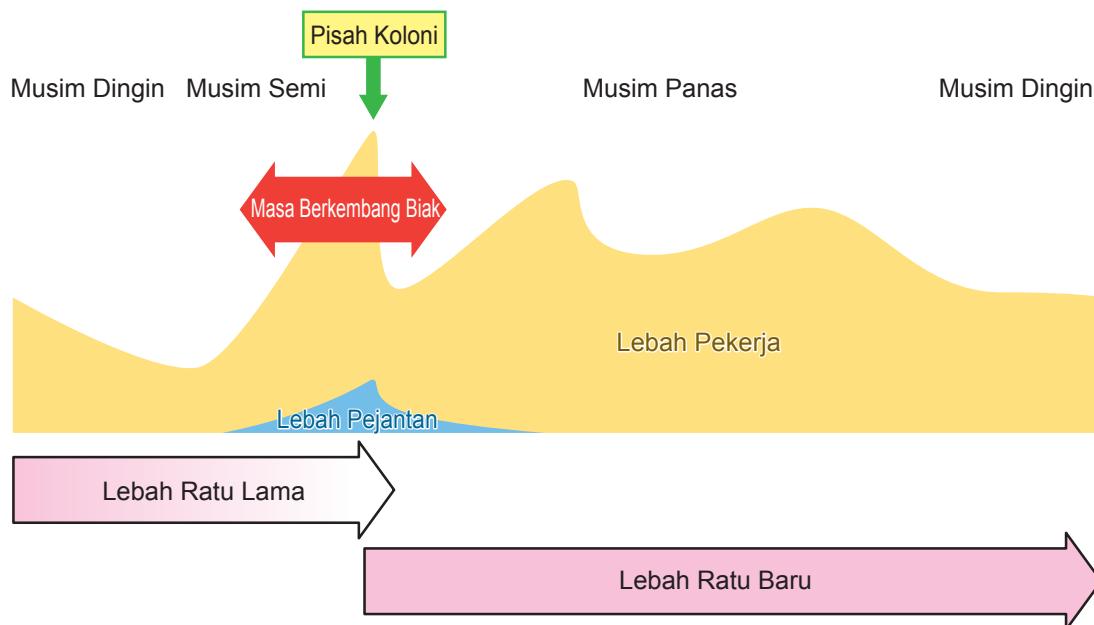 Pisah Koloni
Musim Dingin
Musim Semi
Musim Panas
Musim Dingin
Masa Berkembang Biak
Lebah Pekerja
Lebah Pejantan
Lebah Ratu Lama
Lebah Ratu Baru